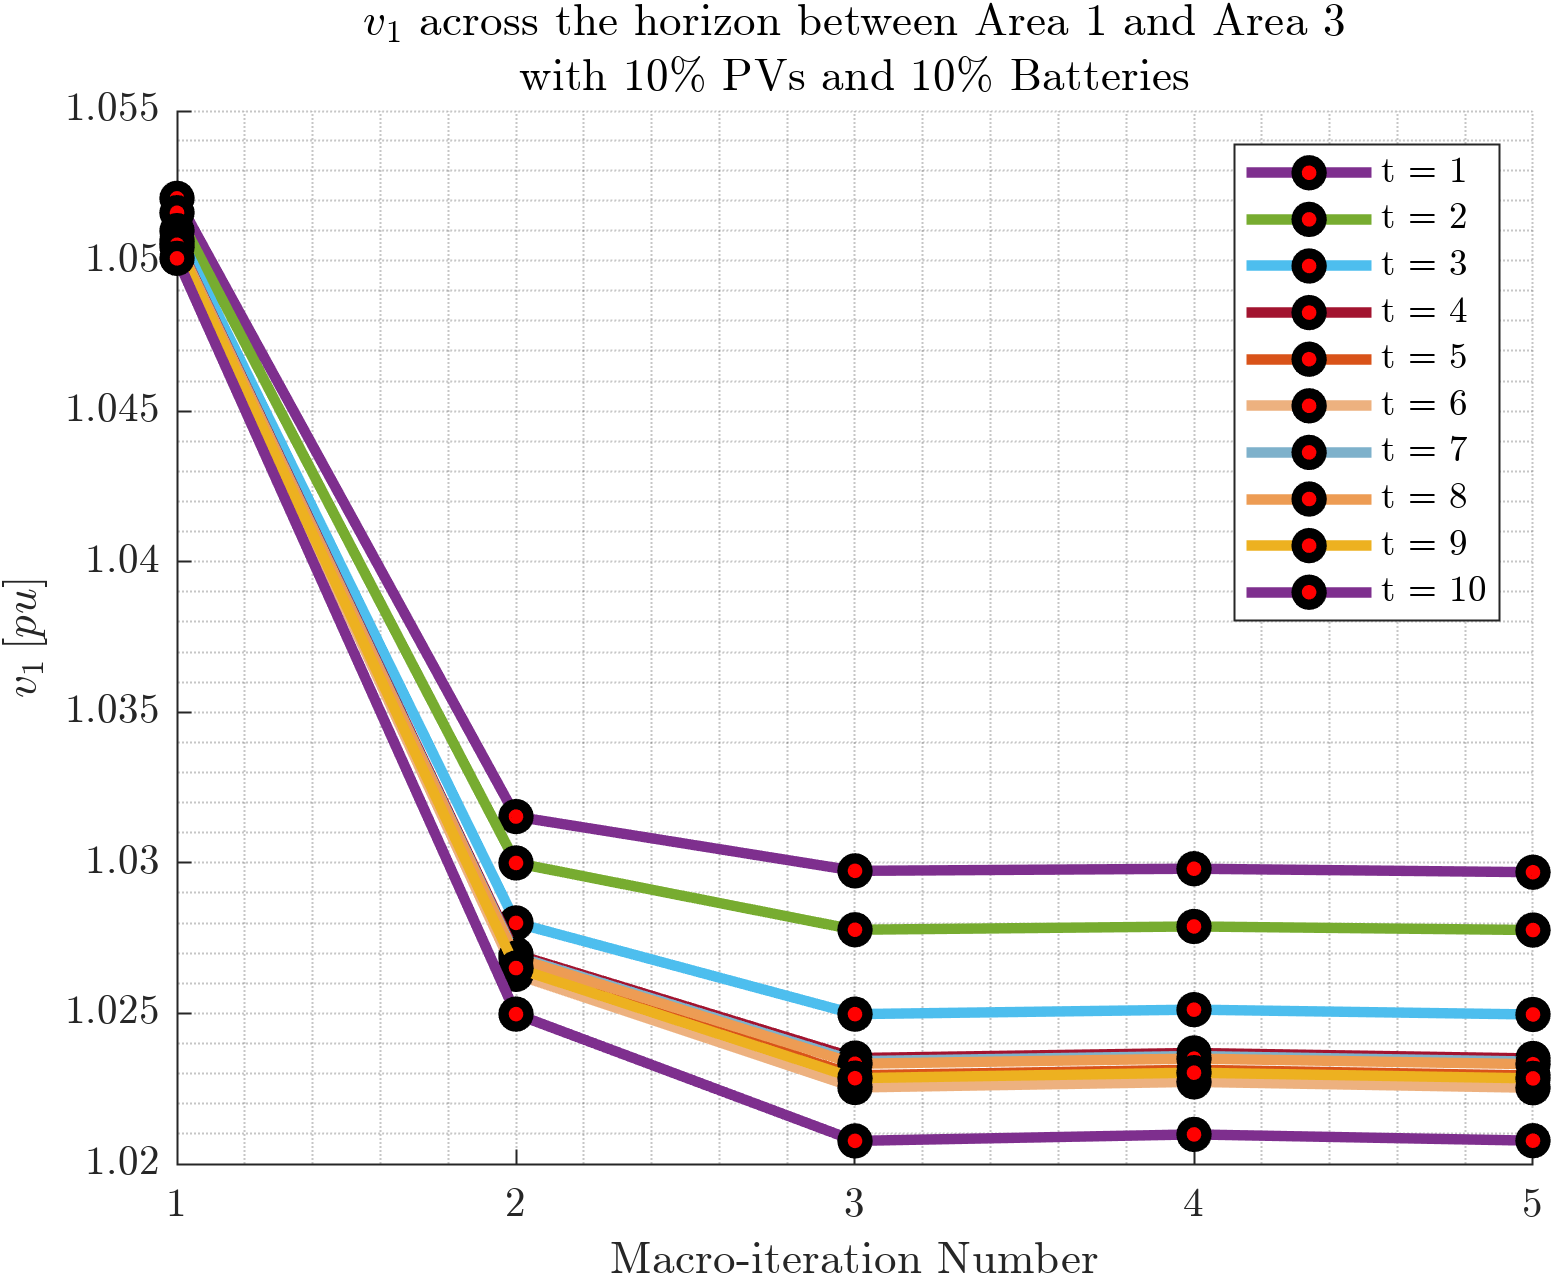 v₁ across the horizon between Area 1 and Area 3
with 10% PVs and 10% Batteries
1.055
1.05
1.045
1.04
1.035
1.03
1.025
1.02
v₁ [pu]
t = 1
t = 2
t = 3
t = 4
t = 5
t = 6
t = 7
t = 8
t = 9
t = 10
1 2 3 4 5
Macro-iteration Number